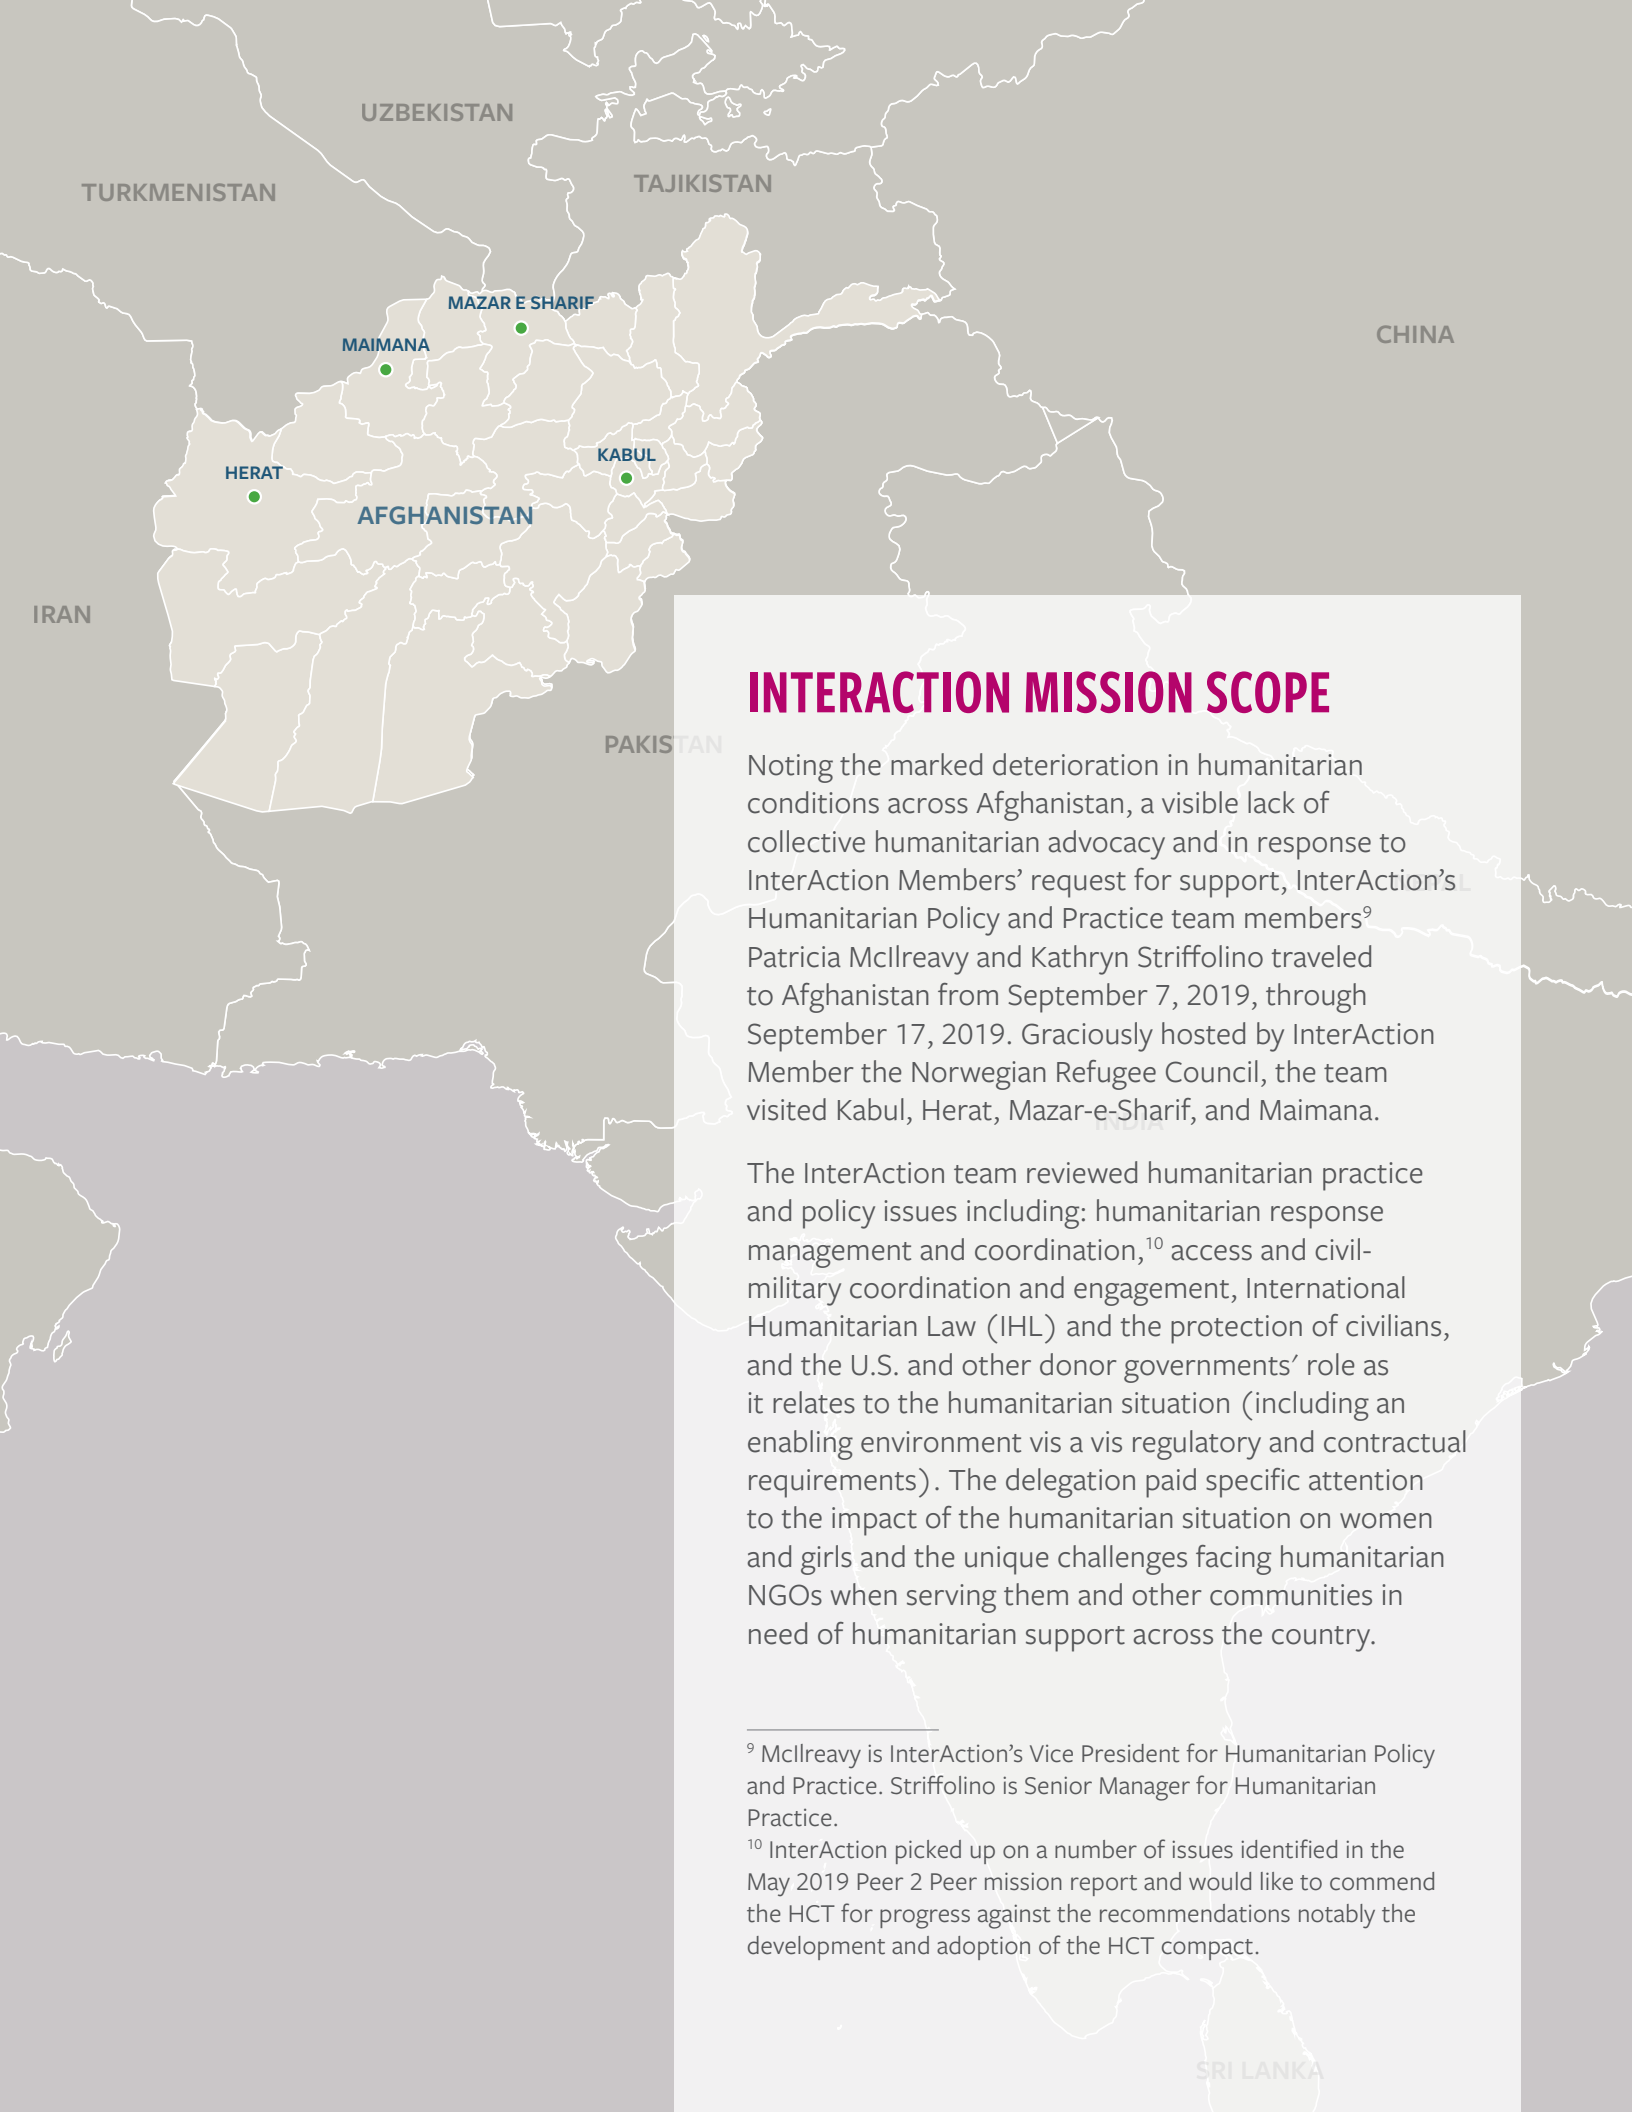 UZBEKISTAN
TURKMENISTAN
TAJIKISTAN
MAZAR E SHARIF
CHINA
MAIMANA
KABUL
HERAT
AFGHANISTAN
IRAN
PAKISTAN
NEPAL
INDIA
SRI LANKA
INTERACTION MISSION SCOPE
Noting the marked deterioration in humanitarian
conditions across Afghanistan, a visible lack of
collective humanitarian advocacy and in response to
InterAction Members’ request for support, InterAction’s
Humanitarian Policy and Practice team members⁹
Patricia McIlreavy and Kathryn Striffolino traveled
to Afghanistan from September 7, 2019, through
September 17, 2019. Graciously hosted by InterAction
Member the Norwegian Refugee Council, the team
visited Kabul, Herat, Mazar-e-Sharif, and Maimana.
The InterAction team reviewed humanitarian practice
and policy issues including: humanitarian response
management and coordination,¹⁰ access and civil-
military coordination and engagement, International
Humanitarian Law (IHL) and the protection of civilians,
and the U.S. and other donor governments’ role as
it relates to the humanitarian situation (including an
enabling environment vis a vis regulatory and contractual
requirements). The delegation paid specific attention
to the impact of the humanitarian situation on women
and girls and the unique challenges facing humanitarian
NGOs when serving them and other communities in
need of humanitarian support across the country.
⁹ McIlreavy is InterAction’s Vice President for Humanitarian Policy
and Practice. Striffolino is Senior Manager for Humanitarian
Practice.
¹⁰ InterAction picked up on a number of issues identified in the
May 2019 Peer 2 Peer mission report and would like to commend
the HCT for progress against the recommendations notably the
development and adoption of the HCT compact.